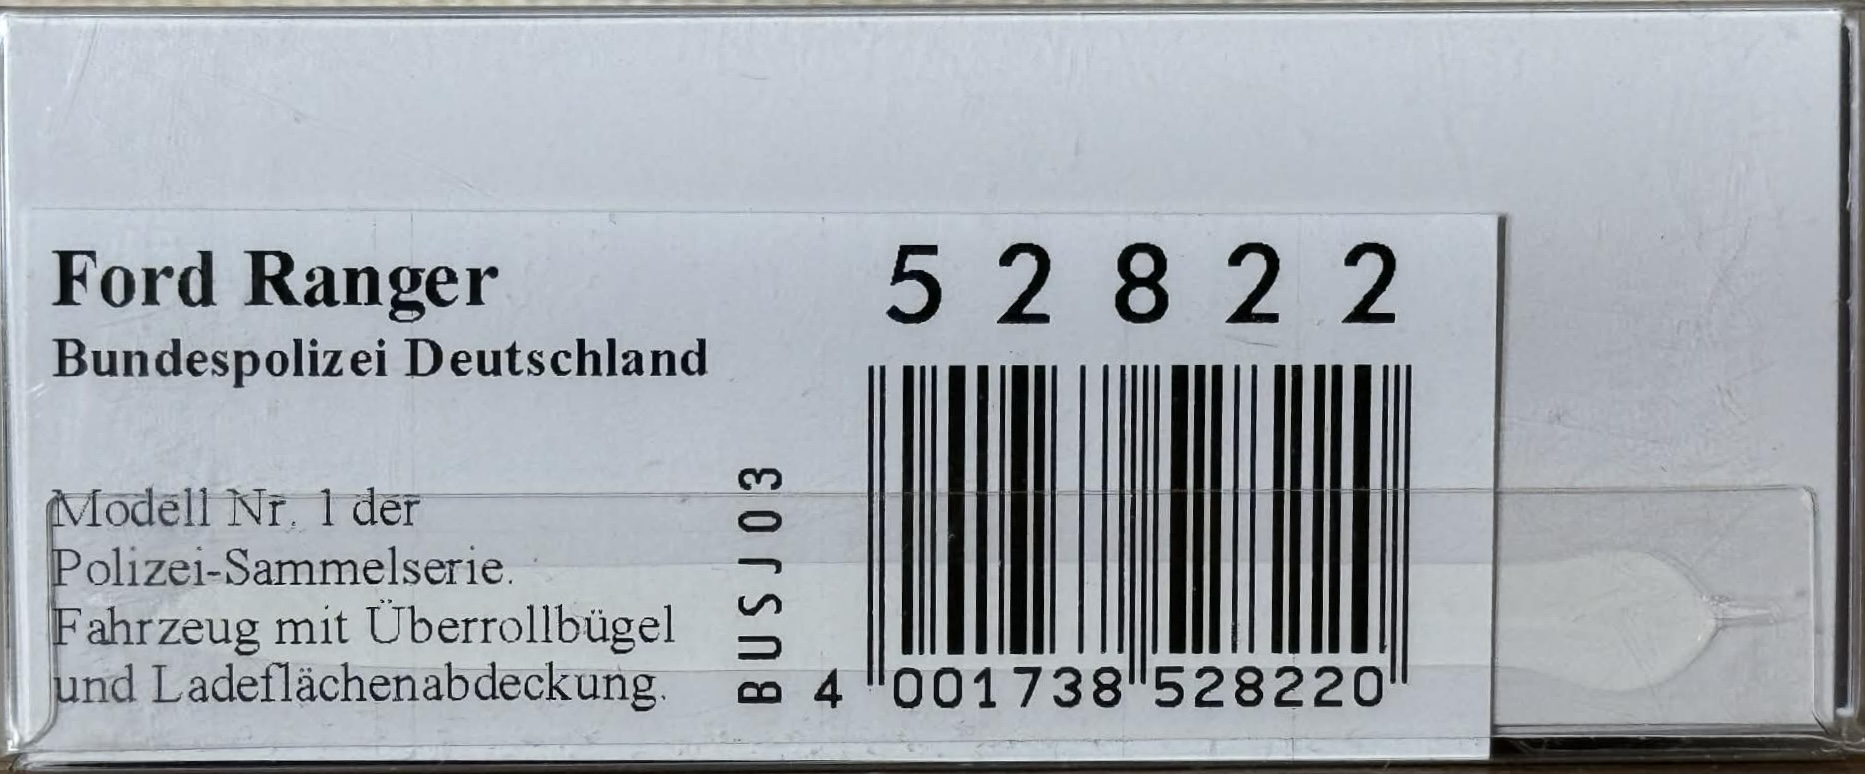 Ford Ranger
Bundespolizei Deutschland
Modell Nr. 1 der
Polizei-Sammelserie.
Fahrzeug mit Überrollbügel
und Ladeflächenabdeckung.
BUSJ03
52822
4 001738 528220